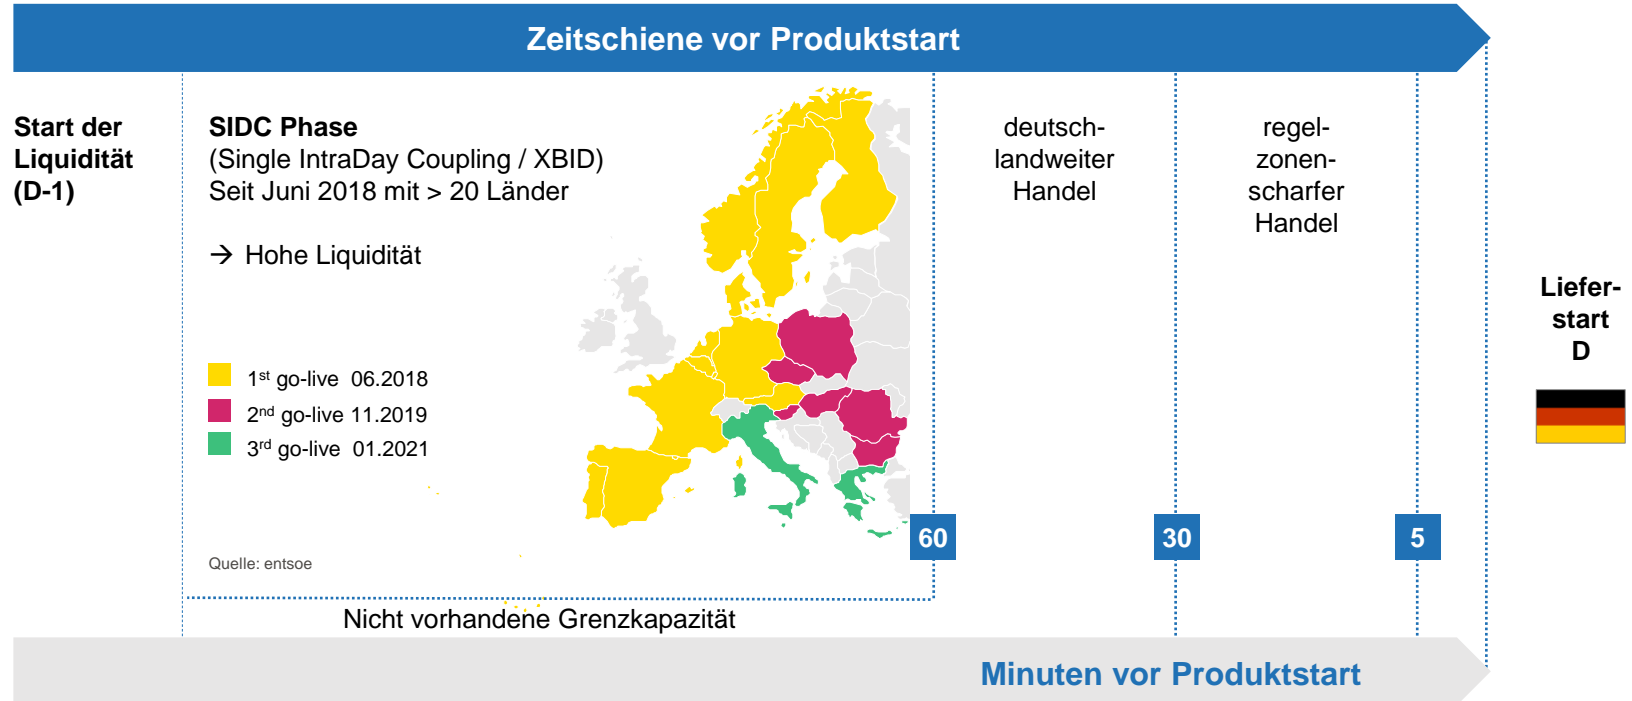 Zeitschiene vor Produktstart
Start der
Liquidität
(D-1)
SIDC Phase
(Single IntraDay Coupling / XBID)
Seit Juni 2018 mit > 20 Länder
→ Hohe Liquidität
1st go-live 06.2018
2nd go-live 11.2019
3rd go-live 01.2021
Quelle: entsoe
deutsch-
landweiter
Handel
regel-
zonen-
scharfer
Handel
Liefer-
start
D
60
30
5
Nicht vorhandene Grenzkapazität
Minuten vor Produktstart